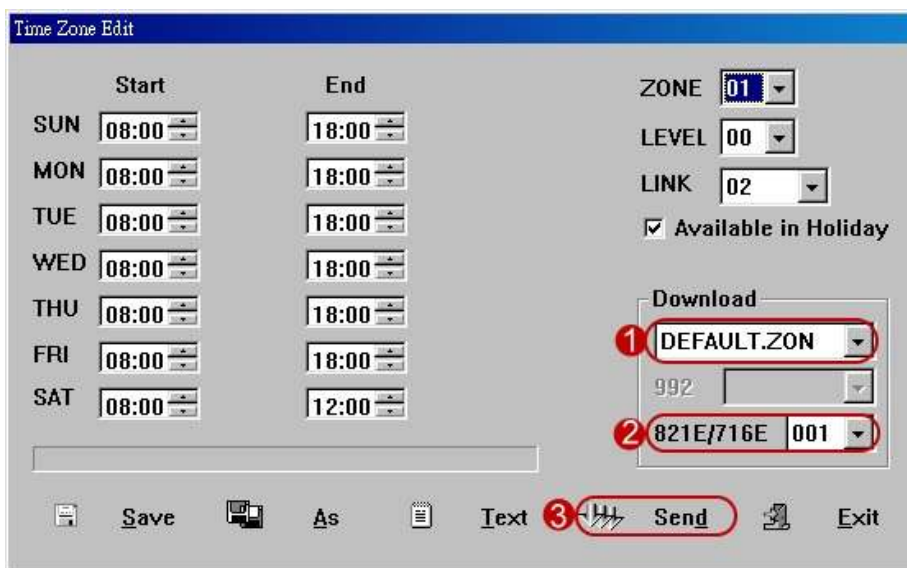 Time Zone Edit
Start End
SUN 08:00 18:00
MON 08:00 18:00
TUE 08:00 18:00
WED 08:00 18:00
THU 08:00 18:00
FRI 08:00 18:00
SAT 08:00 12:00
ZONE 01
LEVEL 00
LINK 02
Available in Holiday
Download
1 DEFAULT.ZON
992
2 821E/716E 001
Save As Text 3 Send Exit